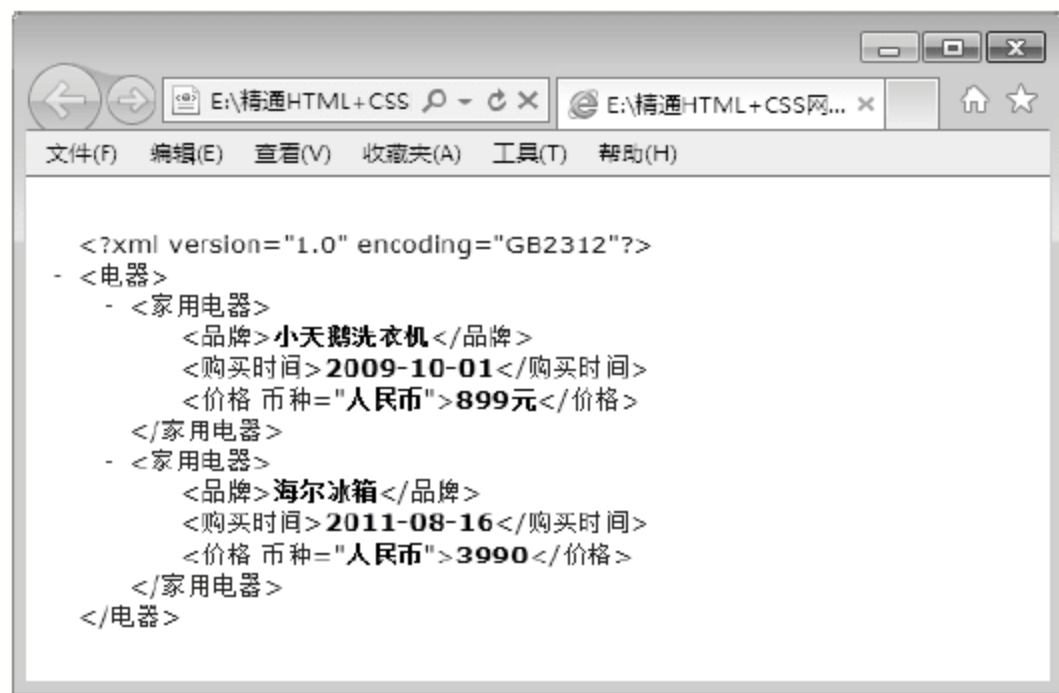 E:\精通HTML+CSS
E:\精通HTML+CSS网...
文件(F) 编辑(E) 查看(V) 收藏夹(A) 工具(T) 帮助(H)
<?xml version="1.0" encoding="GB2312"?>
- <电器>
- <家用电器>
<品牌>小天鹅洗衣机</品牌>
<购买时间>2009-10-01</购买时间>
<价格 币种="人民币">899元</价格>
</家用电器>
- <家用电器>
<品牌>海尔冰箱</品牌>
<购买时间>2011-08-16</购买时间>
<价格 币种="人民币">3990</价格>
</家用电器>
</电器>